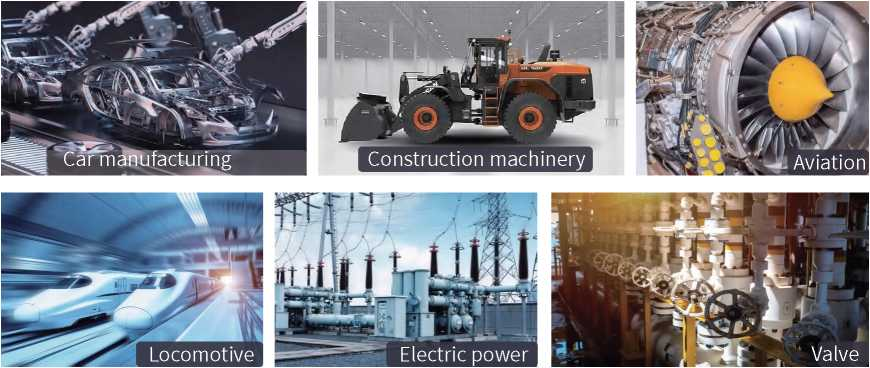 Car manufacturing
Construction machinery
Aviation
Locomotive
Electric power
Valve